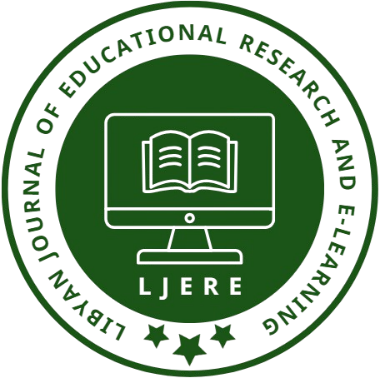 LIBYAN JOURNAL OF EDUCATIONAL RESEARCH AND E-LEARNING
LJERE